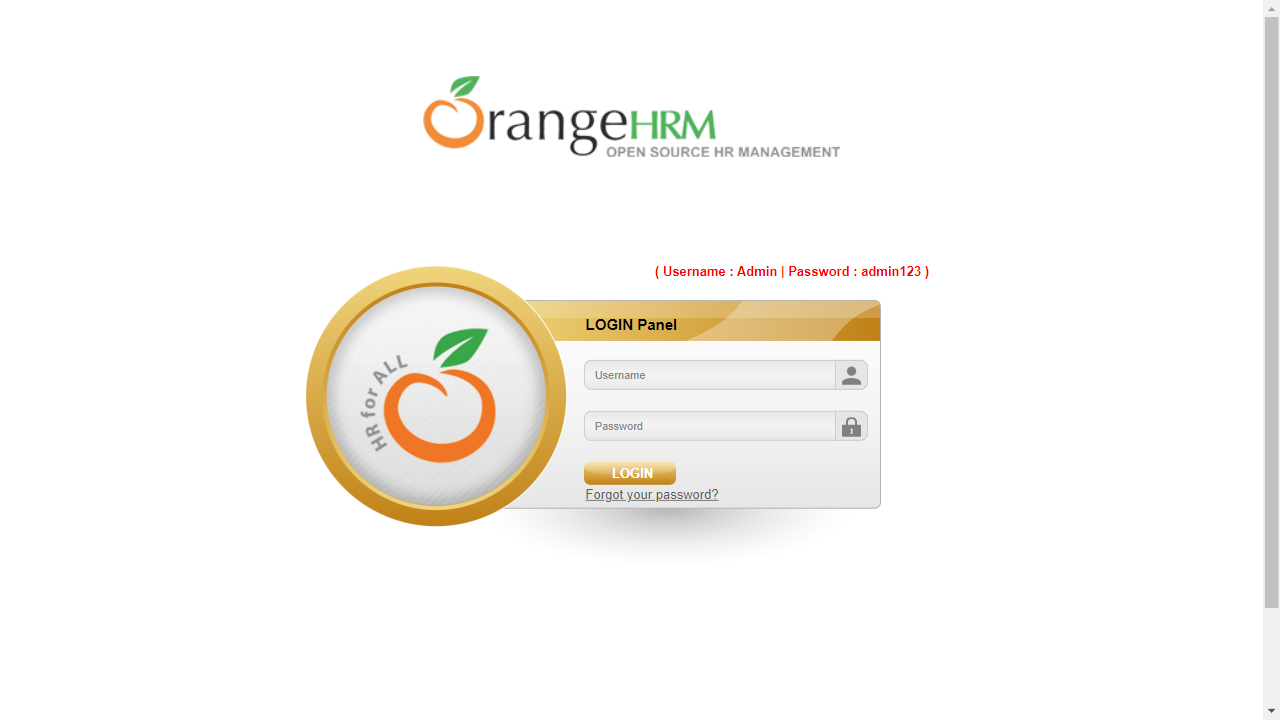 OrangeHRM
OPEN SOURCE HR MANAGEMENT
( Username : Admin | Password : admin123 )
LOGIN Panel
HR for ALL
Username
Password
LOGIN
Forgot your password?